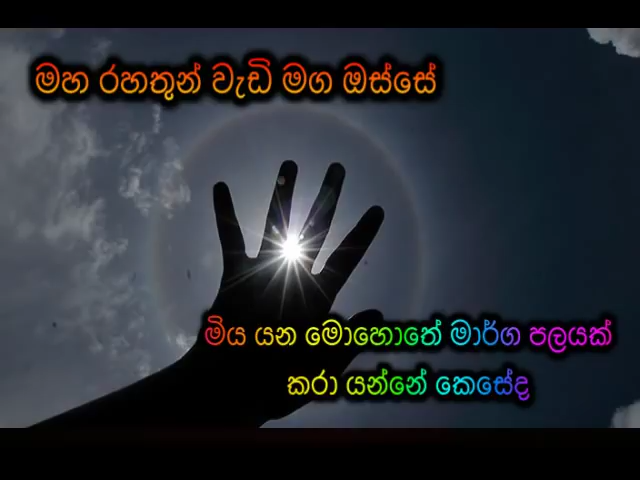 මහ රහතුන් වැඩි මග ඔස්සේ
මිය යන මොහොතේ මාර්ග පලයක්
කරා යන්නේ කෙසේද